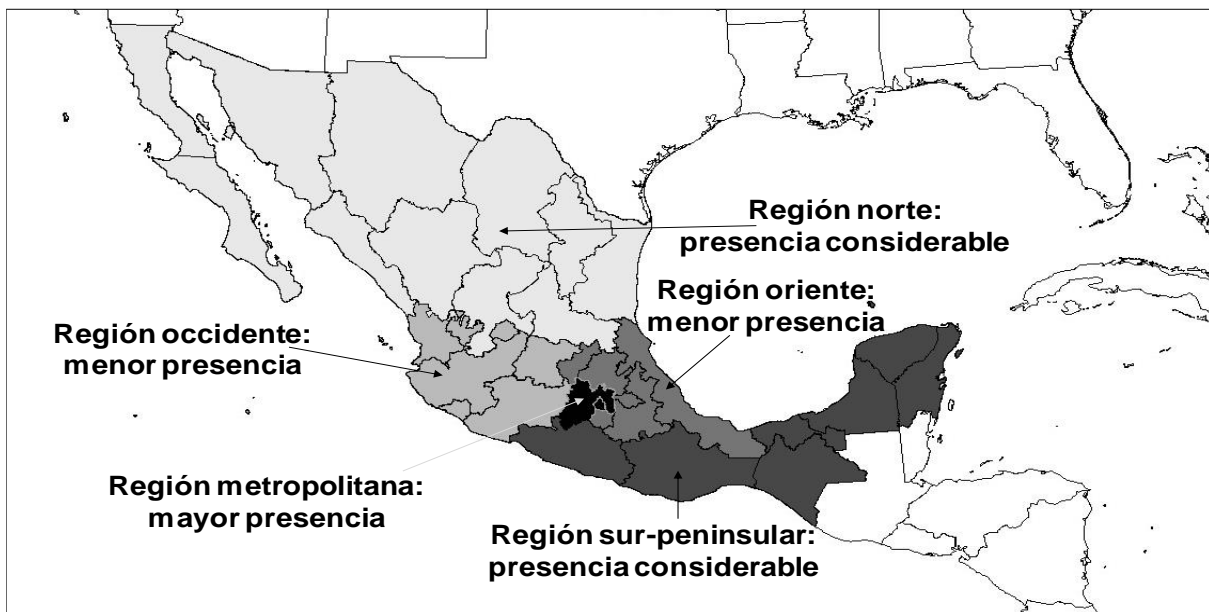 Región norte:
presencia considerable
Región oriente:
menor presencia
Región occidente:
menor presencia
Región metropolitana:
mayor presencia
Región sur-peninsular:
presencia considerable